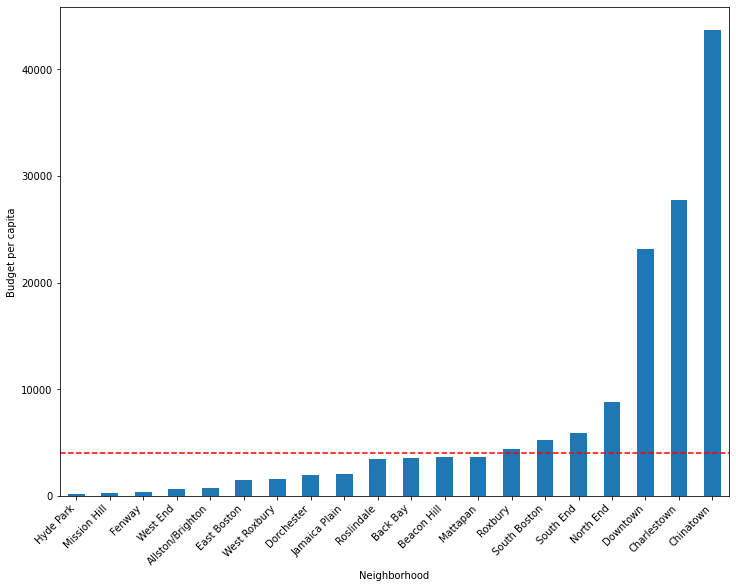 40000
30000
20000
10000
0
Budget per capita
Hyde Park
Mission Hill
Fenway
West End
Allston/Brighton
East Boston
West Roxbury
Dorchester
Jamaica Plain
Roslindale
Back Bay
Beacon Hill
Mattapan
Roxbury
South Boston
South End
North End
Downtown
Charlestown
Chinatown
Neighborhood